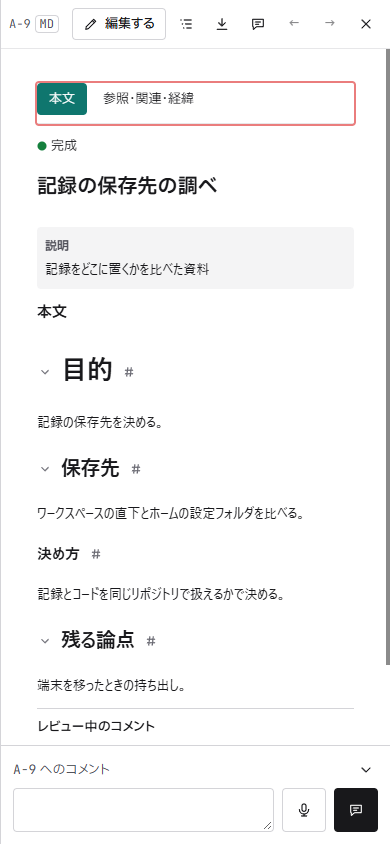 A-9 MD 編集する
本文 参照・関連・経緯
完成
記録の保存先の調べ
説明
記録をどこに置くかを比べた資料
本文
目的 #
記録の保存先を決める。
保存先 #
ワークスペースの直下とホームの設定フォルダを比べる。
決め方 #
記録とコードを同じリポジトリで扱えるかで決める。
残る論点 #
端末を移ったときの持ち出し。
レビュー中のコメント
A-9 へのコメント